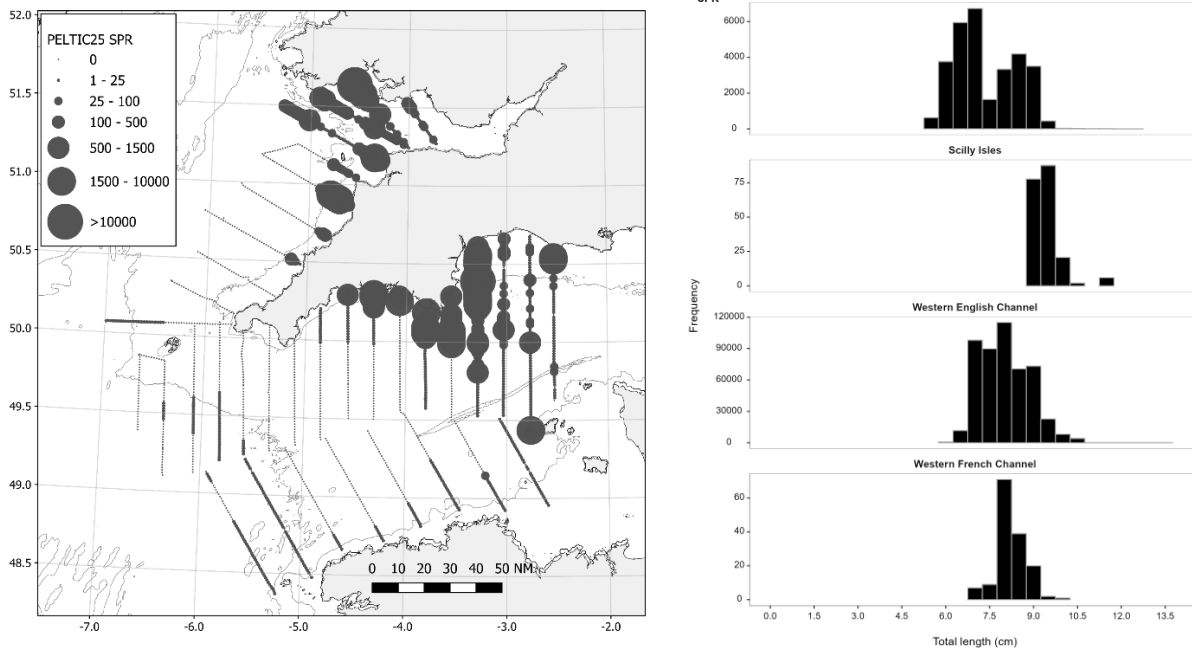 52.0
51.5
51.0
50.5
50.0
49.5
49.0
48.5
PELTIC25 SPR
0
1 - 25
25 - 100
100 - 500
500 - 1500
1500 - 10000
>10000
0 10 20 30 40 50 NM
-7.0 -6.0 -5.0 -4.0 -3.0 -2.0
Frequency
6000
4000
2000
0
Scilly Isles
75
50
25
0
Western English Channel
120000
90000
60000
30000
0
Western French Channel
60
40
20
0
0.0 1.5 3.0 4.5 6.0 7.5 9.0 10.5 12.0 13.5
Total length (cm)